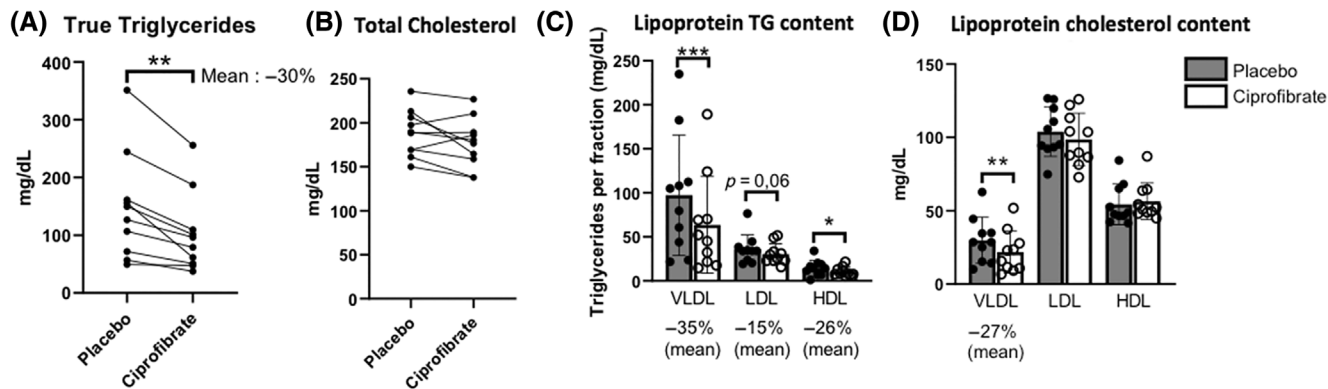 (A) True Triglycerides
400
300
200
100
0
mg/dL
**
Mean : –30%
Placebo
Ciprofibrate
(B) Total Cholesterol
250
200
150
100
50
0
mg/dL
Placebo
Ciprofibrate
(C) Lipoprotein TG content
Triglycerides per fraction (mg/dL)
250
200
150
100
50
0
***
p = 0,06
*
VLDL LDL HDL
–35% –15% –26%
(mean) (mean) (mean)
(D) Lipoprotein cholesterol content
150
100
50
0
mg/dL
**
VLDL LDL HDL
–27%
(mean)
Placebo
Ciprofibrate